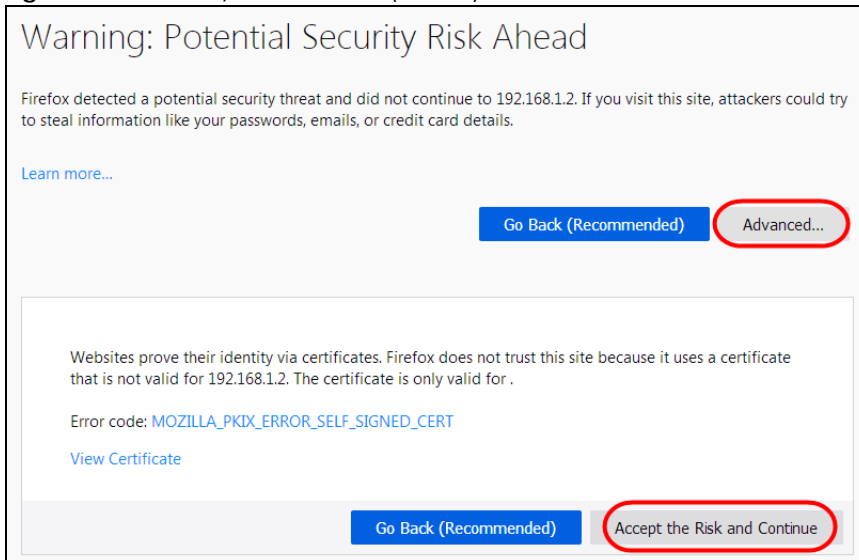 Warning: Potential Security Risk Ahead
Firefox detected a potential security threat and did not continue to 192.168.1.2. If you visit this site, attackers could try
to steal information like your passwords, emails, or credit card details.
Learn more...
Go Back (Recommended) Advanced...
Websites prove their identity via certificates. Firefox does not trust this site because it uses a certificate
that is not valid for 192.168.1.2. The certificate is only valid for .
Error code: MOZILLA_PKIX_ERROR_SELF_SIGNED_CERT
View Certificate
Go Back (Recommended) Accept the Risk and Continue